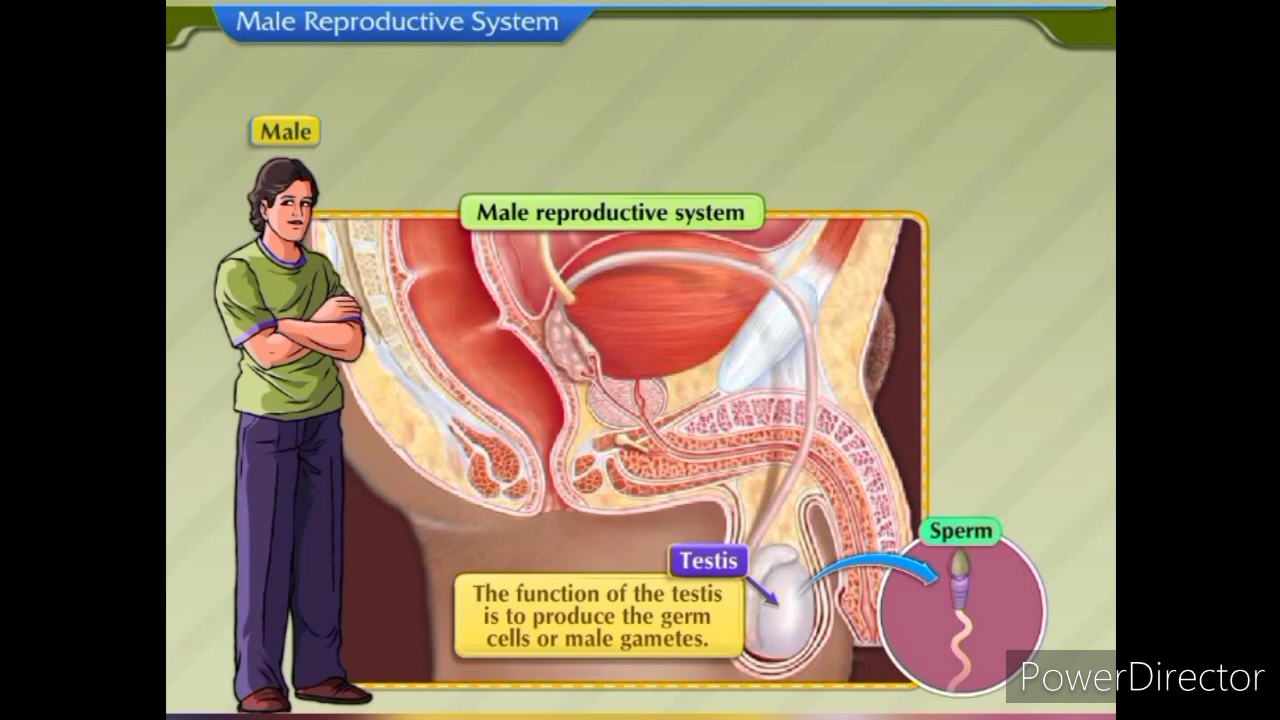 Male Reproductive System
Male
Male reproductive system
Sperm
Testis
The function of the testis
is to produce the germ
cells or male gametes.
PowerDirector